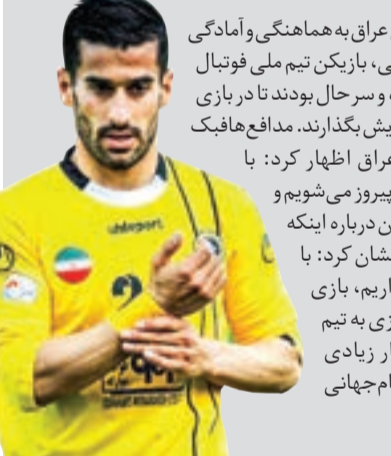 عراق به هماهنگی و آمادگی
ی، بازیکن تیم ملی فوتبال
و سرحال بودند تا در بازی
یش بگذارند. مدافع هافبک
عراق اظهار کرد: با
پیروز می‌شویم و
ن درباره اینکه
شان کرد: با
اریم، بازی
زی به تیم
ر زیادی
ام‌جهانی
uhlsport